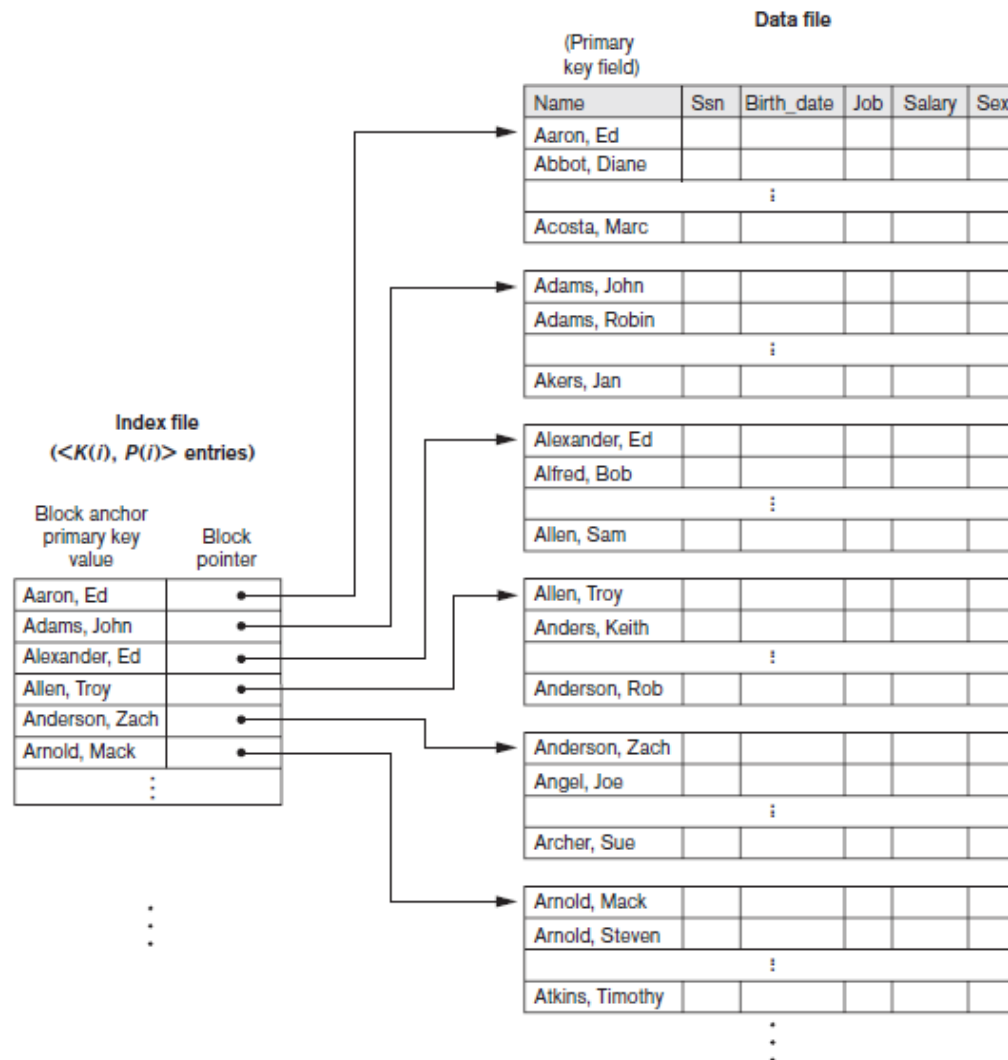 Data file
(Primary
key field)
Name Ssn Birth_date Job Salary Sex
Aaron, Ed
Abbot, Diane
Acosta, Marc
Adams, John
Adams, Robin
Akers, Jan
Alexander, Ed
Alfred, Bob
Allen, Sam
Allen, Troy
Anders, Keith
Anderson, Rob
Anderson, Zach
Angel, Joe
Archer, Sue
Arnold, Mack
Arnold, Steven
Atkins, Timothy
Index file
(<K(i), P(i)> entries)
Block anchor
primary key
value
Block
pointer
Aaron, Ed
Adams, John
Alexander, Ed
Allen, Troy
Anderson, Zach
Arnold, Mack